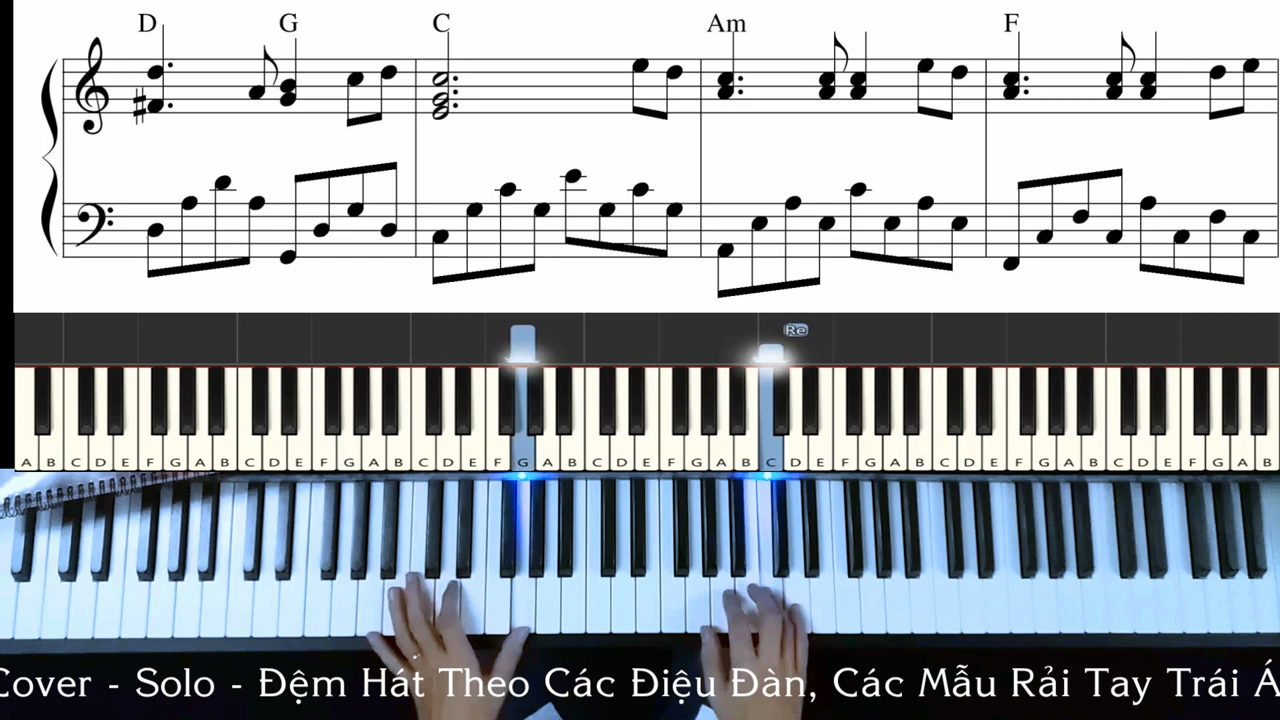 D G C Am F
Re
A B C D E F G A B C D E F G A B C D E F G A B C D E F G A B C D E F G A B C D E F G A B C D E F G A B
Cover - Solo - Đệm Hát Theo Các Điệu Đàn, Các Mẫu Rải Tay Trái Á